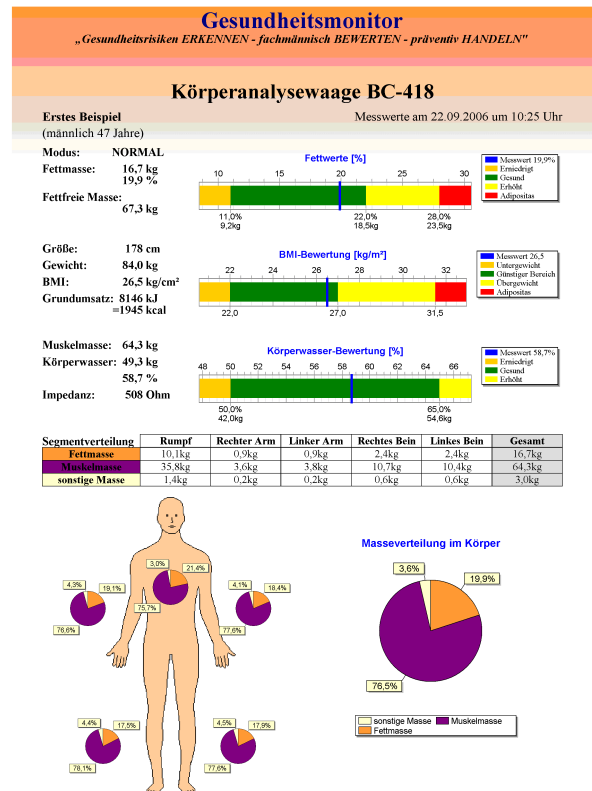 Gesundheitsmonitor
„Gesundheitsrisiken ERKENNEN - fachmännisch BEWERTEN - präventiv HANDELN"
Körperanalysewaage BC-418
Erstes Beispiel
Messwerte am 22.09.2006 um 10:25 Uhr
(männlich 47 Jahre)
Modus: NORMAL
Fettmasse: 16,7 kg
19,9 %
Fettfreie Masse:
67,3 kg
Fettwerte [%]
10 15 20 25 30
11,0% 22,0% 28,0%
9,2kg 18,5kg 23,5kg
Messwert 19,9%
Erniedrigt
Gesund
Erhöht
Adipositas
Größe: 178 cm
Gewicht: 84,0 kg
BMI: 26,5 kg/cm²
Grundumsatz: 8146 kJ
=1945 kcal
BMI-Bewertung [kg/m²]
22 24 26 28 30 32
22,0 27,0 31,5
Messwert 26,5
Untergewicht
Günstiger Bereich
Übergewicht
Adipositas
Muskelmasse: 64,3 kg
Körperwasser: 49,3 kg
58,7 %
Impedanz: 508 Ohm
Körperwasser-Bewertung [%]
48 50 52 54 56 58 60 62 64 66
50,0% 65,0%
42,0kg 54,6kg
Messwert 58,7%
Erniedrigt
Gesund
Erhöht
Segmentverteilung Rumpf Rechter Arm Linker Arm Rechtes Bein Linkes Bein Gesamt
Fettmasse 10,1kg 0,9kg 0,9kg 2,4kg 2,4kg 16,7kg
Muskelmasse 35,8kg 3,6kg 3,8kg 10,7kg 10,4kg 64,3kg
sonstige Masse 1,4kg 0,2kg 0,2kg 0,6kg 0,6kg 3,0kg
3,0%
21,4%
75,7%
4,3%
19,1%
76,6%
4,1%
18,4%
77,6%
4,4%
17,5%
78,1%
4,5%
17,9%
77,6%
Masseverteilung im Körper
3,6%
19,9%
76,5%
sonstige Masse Muskelmasse
Fettmasse